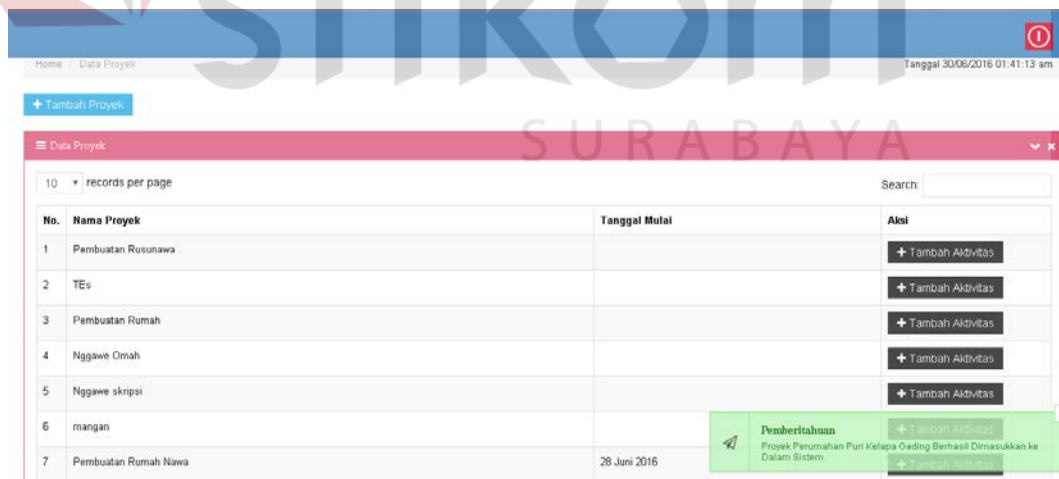 stikom
SURABAYA
Home / Data Proyek
Tanggal 30/06/2016 01:41:13 am
+ Tambah Proyek
Data Proyek
10 records per page
Search:
No. Nama Proyek Tanggal Mulai Aksi
1 Pembuatan Rusunawa + Tambah Aktivitas
2 TEs + Tambah Aktivitas
3 Pembuatan Rumah + Tambah Aktivitas
4 Nggawe Omah + Tambah Aktivitas
5 Nggawe skripsi + Tambah Aktivitas
6 mangan + Tambah Aktivitas
7 Pembuatan Rumah Nawa 28 Juni 2016 + Tambah Aktivitas
Pemberitahuan
Proyek Perumahan Puri Kelapa Gading Berhasil Dimasukkan ke
Dalam Sistem.